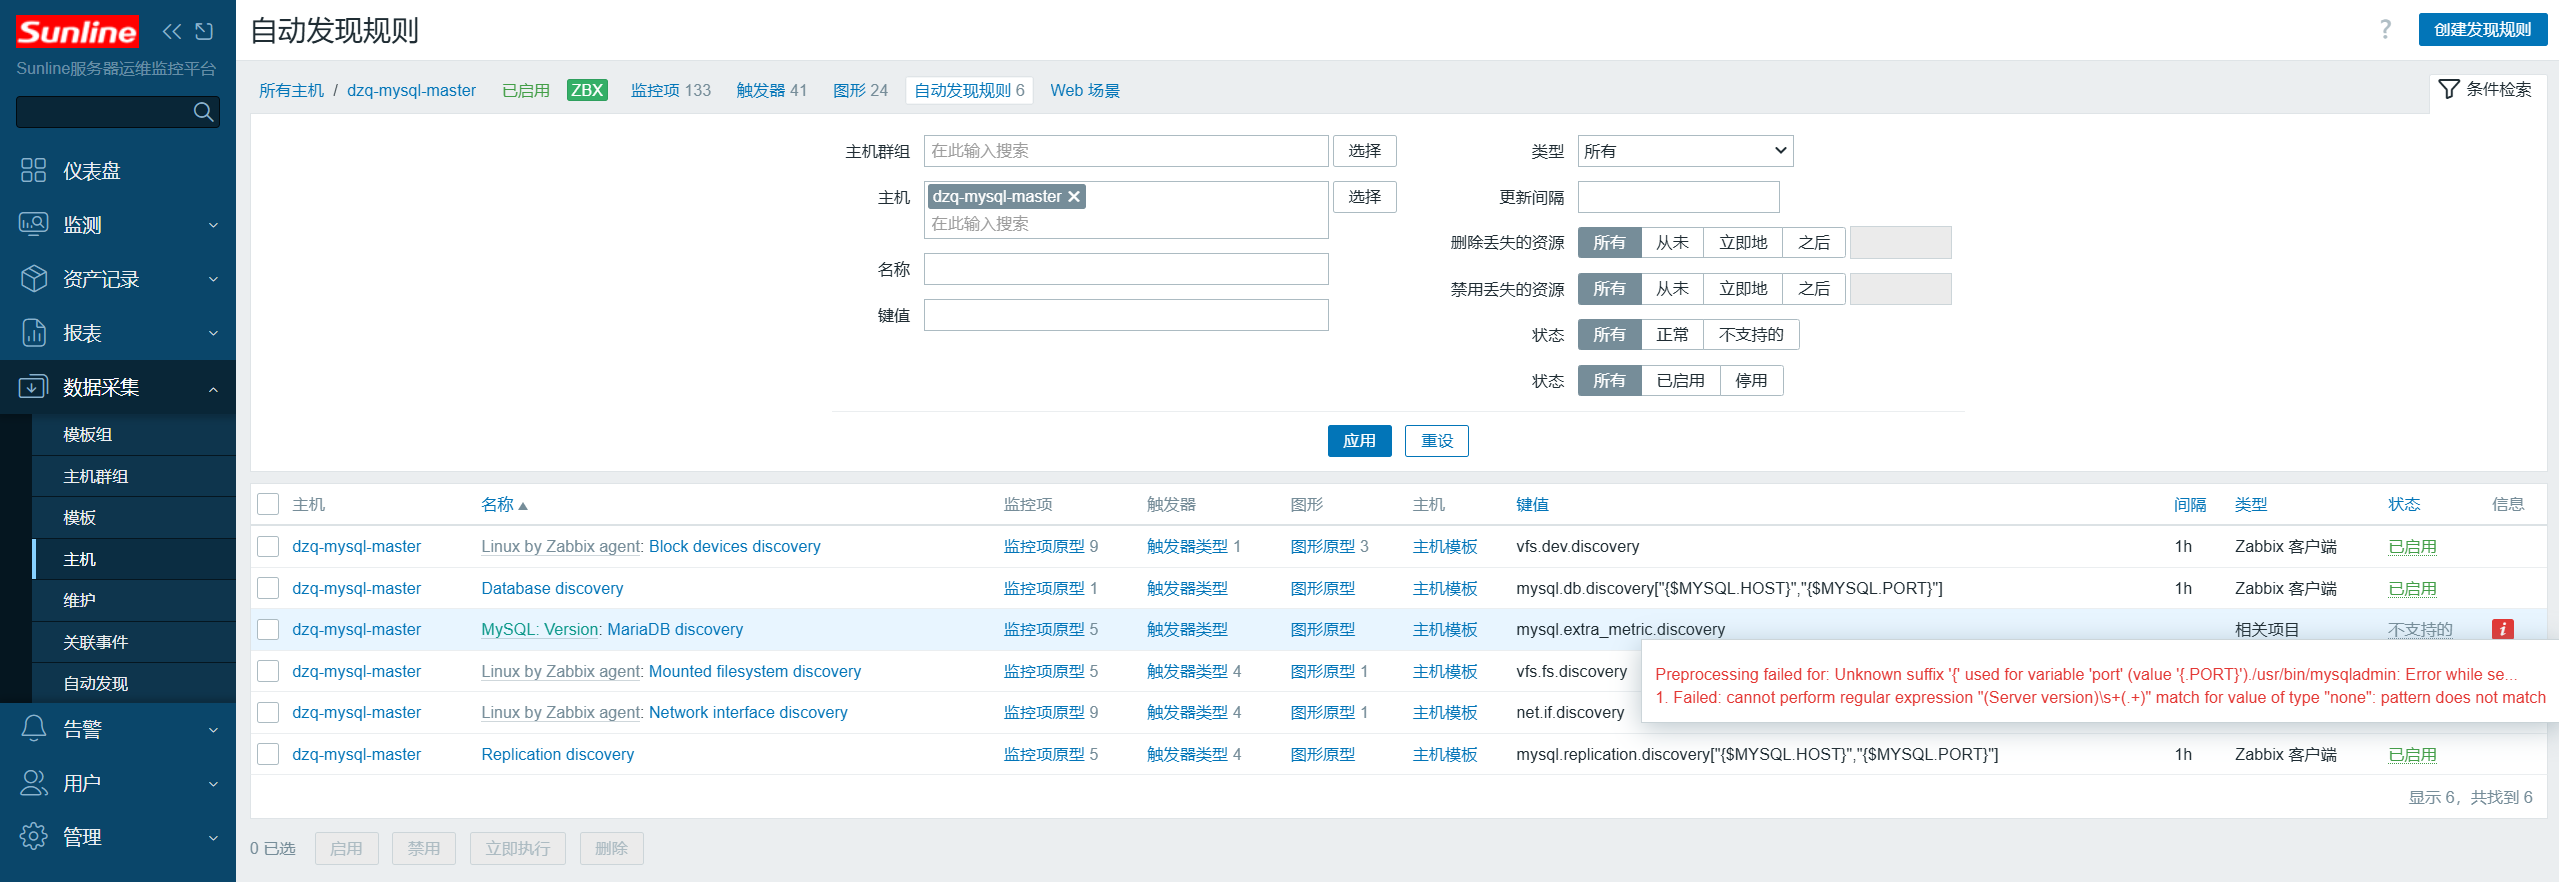 Sunline
自动发现规则
?
创建发现规则
Sunline服务器运维监控平台
所有主机 / dzq-mysql-master 已启用 ZBX 监控项 133 触发器 41 图形 24 自动发现规则 6 Web 场景
条件检索
仪表盘
监测
资产记录
报表
数据采集
模板组
主机群组
模板
主机
维护
关联事件
自动发现
告警
用户
管理
主机群组 在此输入搜索 选择
主机 dzq-mysql-master 选择
在此输入搜索
名称
键值
类型 所有
更新间隔
删除丢失的资源 所有 从未 立即地 之后
禁用丢失的资源 所有 从未 立即地 之后
状态 所有 正常 不支持的
状态 所有 已启用 停用
应用 重设
主机 名称 监控项 触发器 图形 主机 键值 间隔 类型 状态 信息
dzq-mysql-master Linux by Zabbix agent: Block devices discovery 监控项原型 9 触发器类型 1 图形原型 3 主机模板 vfs.dev.discovery 1h Zabbix 客户端 已启用
dzq-mysql-master Database discovery 监控项原型 1 触发器类型 图形原型 主机模板 mysql.db.discovery["{$MYSQL.HOST}","{$MYSQL.PORT}"] 1h Zabbix 客户端 已启用
dzq-mysql-master MySQL: Version: MariaDB discovery 监控项原型 5 触发器类型 图形原型 主机模板 mysql.extra_metric.discovery 相关项目 不支持的 i
dzq-mysql-master Linux by Zabbix agent: Mounted filesystem discovery 监控项原型 5 触发器类型 4 图形原型 1 主机模板 vfs.fs.discovery
Preprocessing failed for: Unknown suffix '{' used for variable 'port' (value '{.PORT}')./usr/bin/mysqladmin: Error while se...
1. Failed: cannot perform regular expression "(Server version)\s+(.+)" match for value of type "none": pattern does not match
dzq-mysql-master Linux by Zabbix agent: Network interface discovery 监控项原型 9 触发器类型 4 图形原型 1 主机模板 net.if.discovery
dzq-mysql-master Replication discovery 监控项原型 5 触发器类型 4 图形原型 主机模板 mysql.replication.discovery["{$MYSQL.HOST}","{$MYSQL.PORT}"] 1h Zabbix 客户端 已启用
显示 6，共找到 6
0 已选 启用 禁用 立即执行 删除